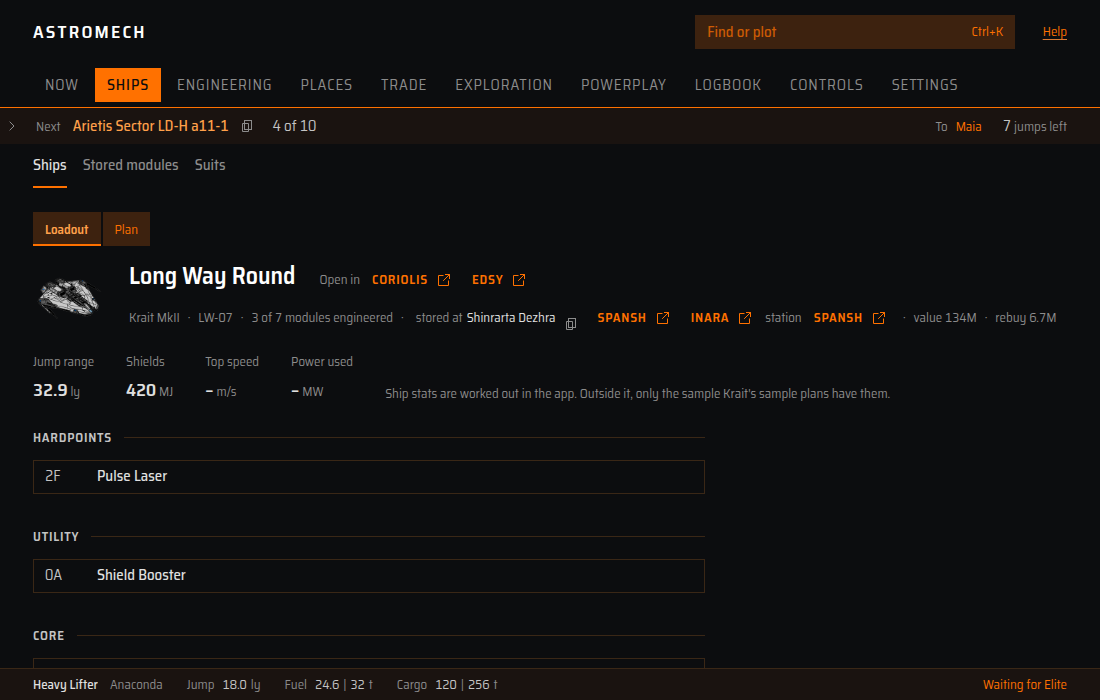 ASTROMECH
Find or plot Ctrl+K Help
NOW SHIPS ENGINEERING PLACES TRADE EXPLORATION POWERPLAY LOGBOOK CONTROLS SETTINGS
Next Arietis Sector LD-H a11-1 4 of 10 To Maia 7 jumps left
Ships Stored modules Suits
Loadout Plan
Long Way Round Open in CORIOLIS EDSY
Krait MkII · LW-07 · 3 of 7 modules engineered · stored at Shinrarta Dezhra SPANSH INARA station SPANSH · value 134M · rebuy 6.7M
Jump range Shields Top speed Power used
32.9 ly 420 MJ – m/s – MW Ship stats are worked out in the app. Outside it, only the sample Krait's sample plans have them.
HARDPOINTS
2F Pulse Laser
UTILITY
0A Shield Booster
CORE
Heavy Lifter Anaconda Jump 18.0 ly Fuel 24.6 | 32 t Cargo 120 | 256 t Waiting for Elite